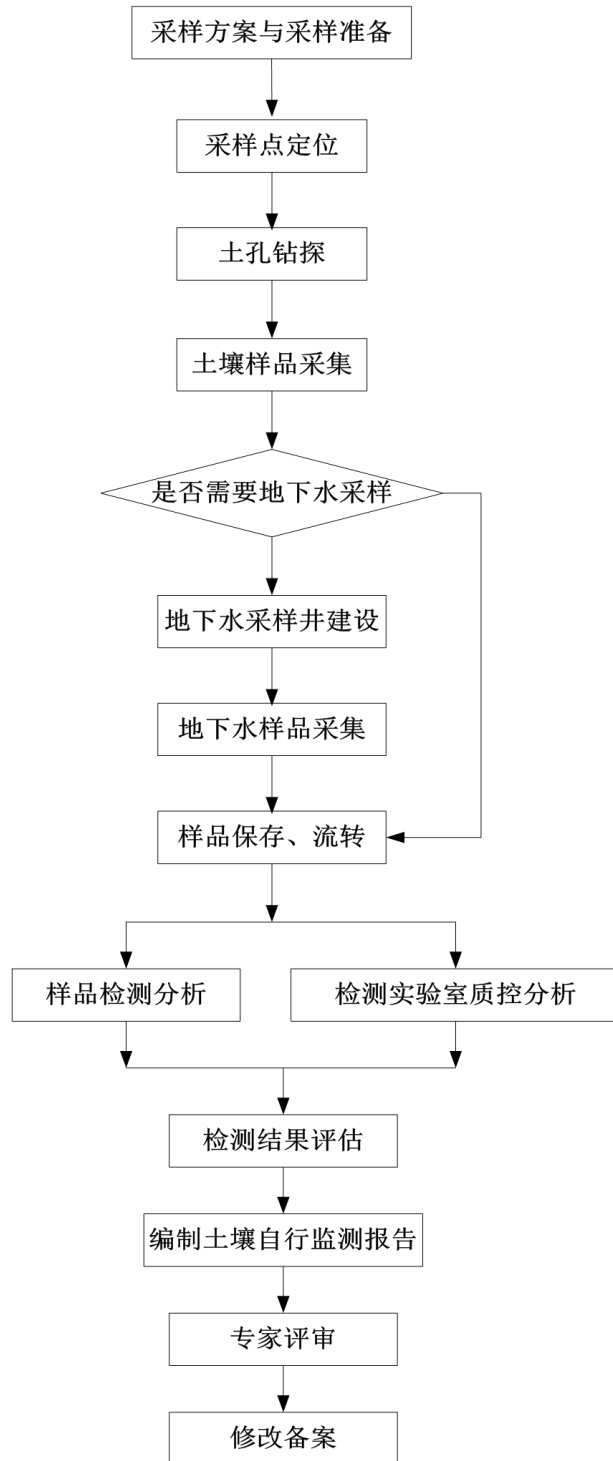 采样方案与采样准备
采样点定位
土孔钻探
土壤样品采集
是否需要地下水采样
地下水采样井建设
地下水样品采集
样品保存、流转
样品检测分析
检测实验室质控分析
检测结果评估
编制土壤自行监测报告
专家评审
修改备案